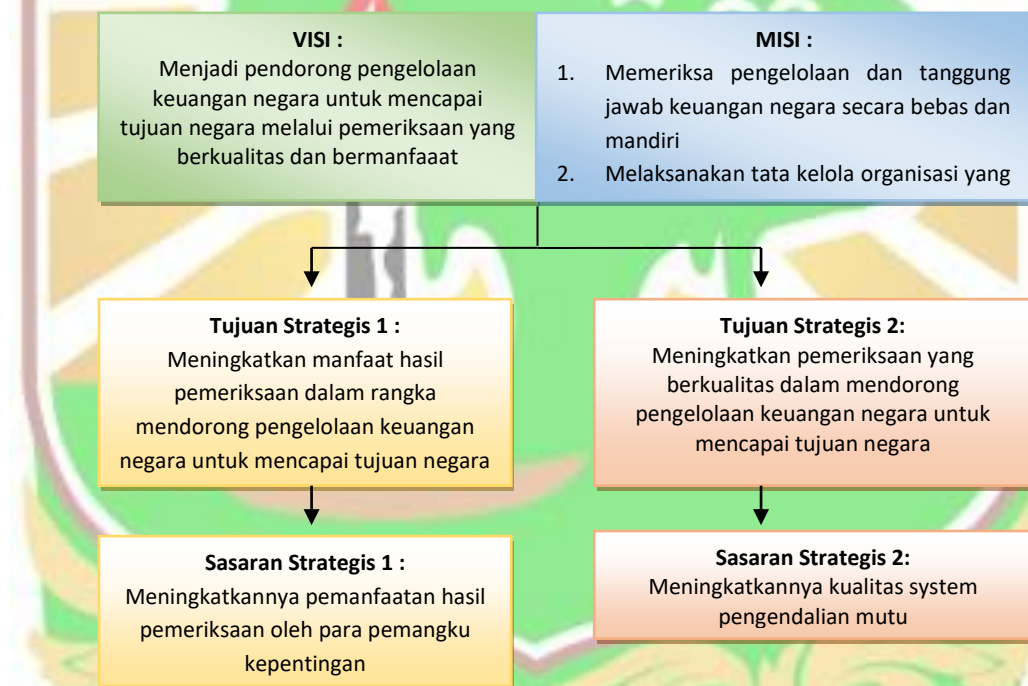 VISI :
Menjadi pendorong pengelolaan
keuangan negara untuk mencapai
tujuan negara melalui pemeriksaan yang
berkualitas dan bermanfaaat
MISI :
1. Memeriksa pengelolaan dan tanggung
jawab keuangan negara secara bebas dan
mandiri
2. Melaksanakan tata kelola organisasi yang
Tujuan Strategis 1 :
Meningkatkan manfaat hasil
pemeriksaan dalam rangka
mendorong pengelolaan keuangan
negara untuk mencapai tujuan negara
Tujuan Strategis 2:
Meningkatkan pemeriksaan yang
berkualitas dalam mendorong
pengelolaan keuangan negara untuk
mencapai tujuan negara
Sasaran Strategis 1 :
Meningkatkannya pemanfaatan hasil
pemeriksaan oleh para pemangku
kepentingan
Sasaran Strategis 2:
Meningkatkannya kualitas system
pengendalian mutu